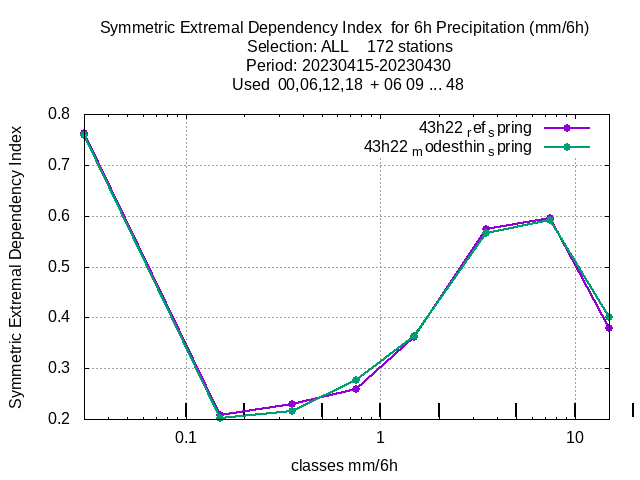 Symmetric Extremal Dependency Index  for 6h Precipitation (mm/6h)
Selection: ALL    172 stations
Period: 20230415-20230430
Used  00,06,12,18  + 06 09 ... 48
43h22 ref spring
43h22 modesthin spring
Symmetric Extremal Dependency Index
0.8
0.7
0.6
0.5
0.4
0.3
0.2
0.1
1
10
classes mm/6h